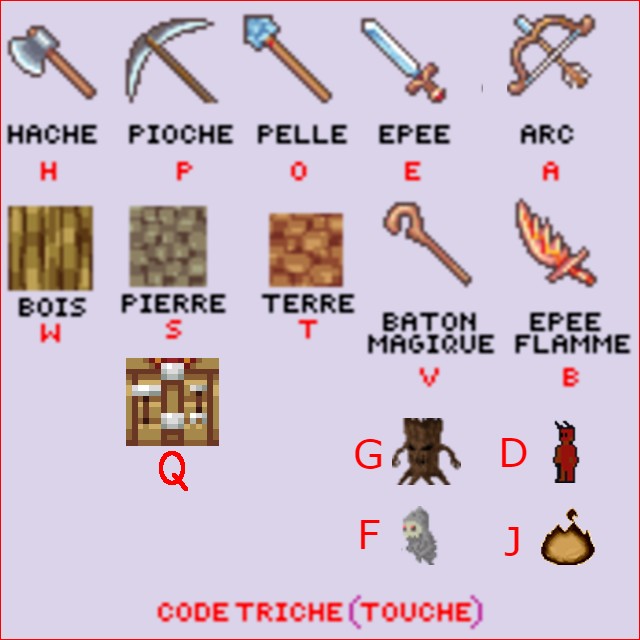 HACHE PIOCHE PELLE EPEE ARC
H P O E A
BOIS PIERRE TERRE BATON MAGIQUE EPEE FLAMME
W S T V B
Q
G D
F J
CODE TRICHE (TOUCHE)